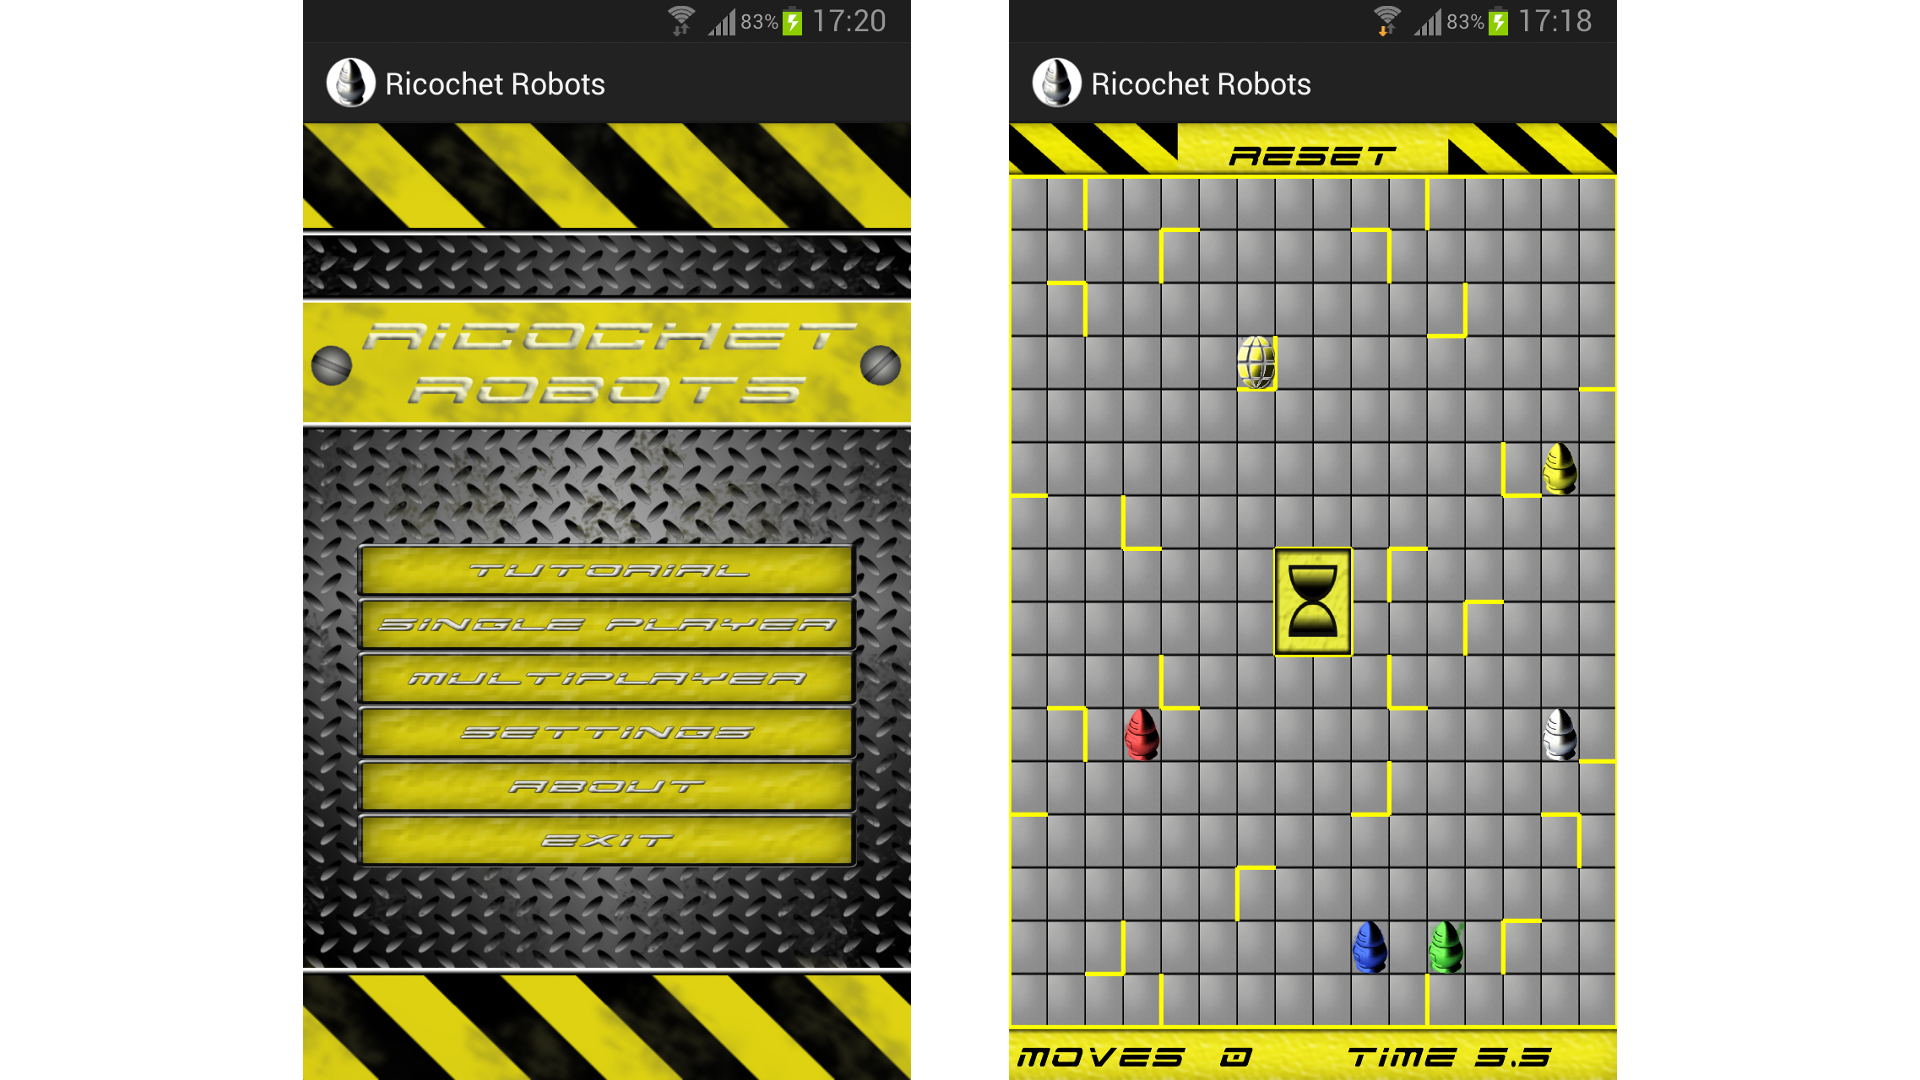 83% 17:20
Ricochet Robots
RICOCHET
ROBOTS
TUTORIAL
SINGLE PLAYER
MULTIPLAYER
SETTINGS
ABOUT
EXIT
83% 17:18
Ricochet Robots
RESET
MOVES 0 TIME 5.5